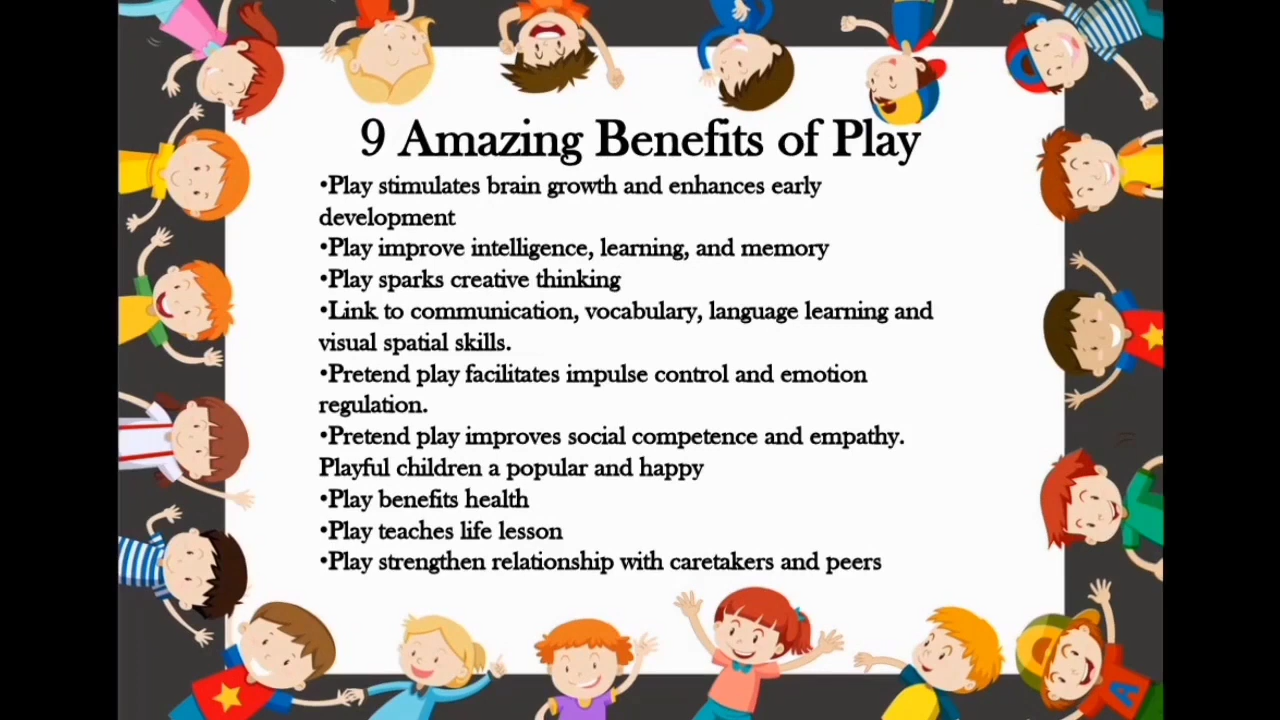 9 Amazing Benefits of Play
•Play stimulates brain growth and enhances early
development
•Play improve intelligence, learning, and memory
•Play sparks creative thinking
•Link to communication, vocabulary, language learning and
visual spatial skills.
•Pretend play facilitates impulse control and emotion
regulation.
•Pretend play improves social competence and empathy.
Playful children a popular and happy
•Play benefits health
•Play teaches life lesson
•Play strengthen relationship with caretakers and peers
A